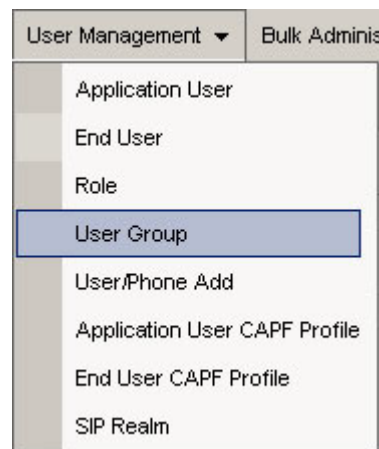 User Management Bulk Adminis
Application User
End User
Role
User Group
User/Phone Add
Application User CAPF Profile
End User CAPF Profile
SIP Realm